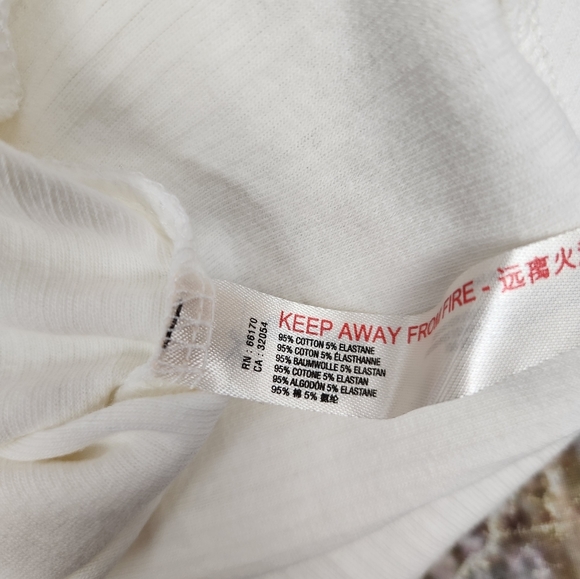 RN : 66170
CA : 32054
KEEP AWAY FROM FIRE - 远离火
95% COTTON 5% ELASTANE
95% COTON 5% ÉLASTHANNE
95% BAUMWOLLE 5% ELASTAN
95% COTONE 5% ELASTAN
95% ALGODÓN 5% ELASTANE
95% 棉 5% 氨纶